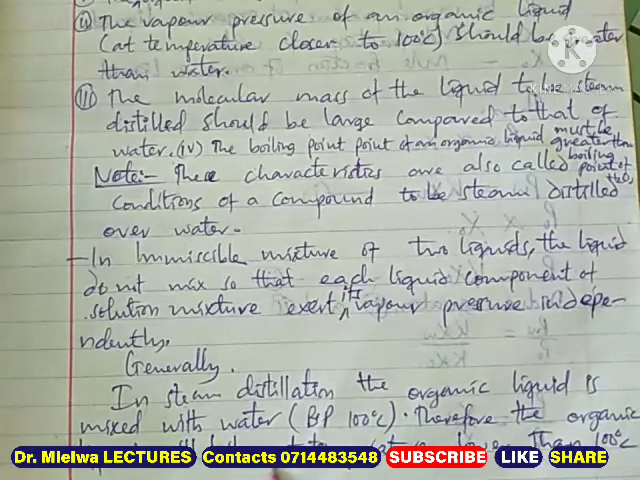 (ii) The vapour pressure of an organic liquid
(at temperature closer to 100°C) should be greater
than water.
(iii) The molecular mass of the liquid to be steam
distilled should be large compared to that of
water. (iv) The boiling point point of an organic liquid must be
greater than
boiling
point of
H₂O
Note:- These characteristics are also called
conditions of a compound to be steam distilled
over water.
- In Immiscible mixture of two liquids, the liquid
do not mix so that each liquid component of
solution mixture exert its vapour pressure indepe-
ndently.
Generally.
In steam distillation the organic liquid is
mixed with water (BP 100°C). Therefore the organic
than 100°C
Dr. Mlelwa LECTURES Contacts 0714483548 SUBSCRIBE LIKE SHARE